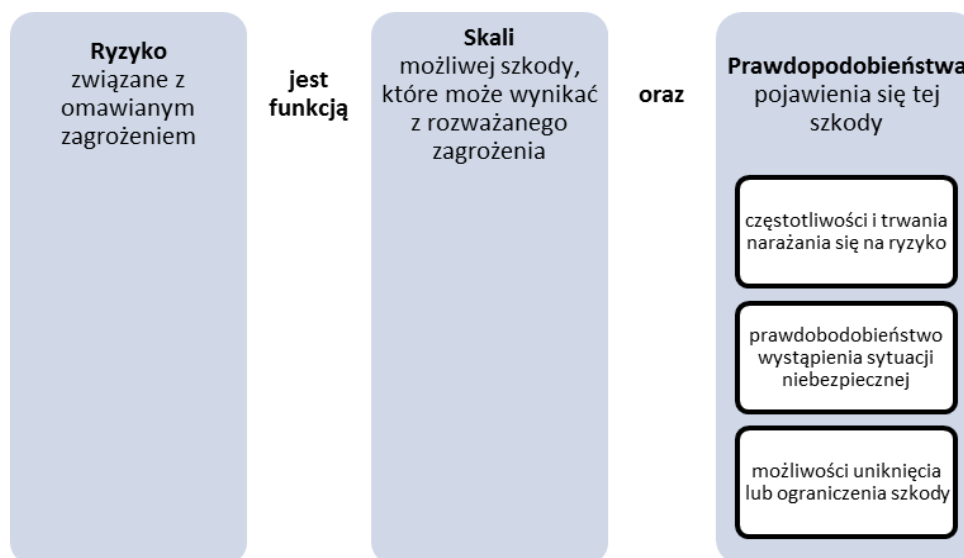 Ryzyko
związane z
omawianym
zagrożeniem
jest
funkcją
Skali
możliwej szkody,
które może wynikać
z rozważanego
zagrożenia
oraz
Prawdopodobieństwa
pojawienia się tej
szkody
częstotliwości i trwania
narażania się na ryzyko
prawdobodobieństwo
wystąpienia sytuacji
niebezpiecznej
możliwości uniknięcia
lub ograniczenia szkody